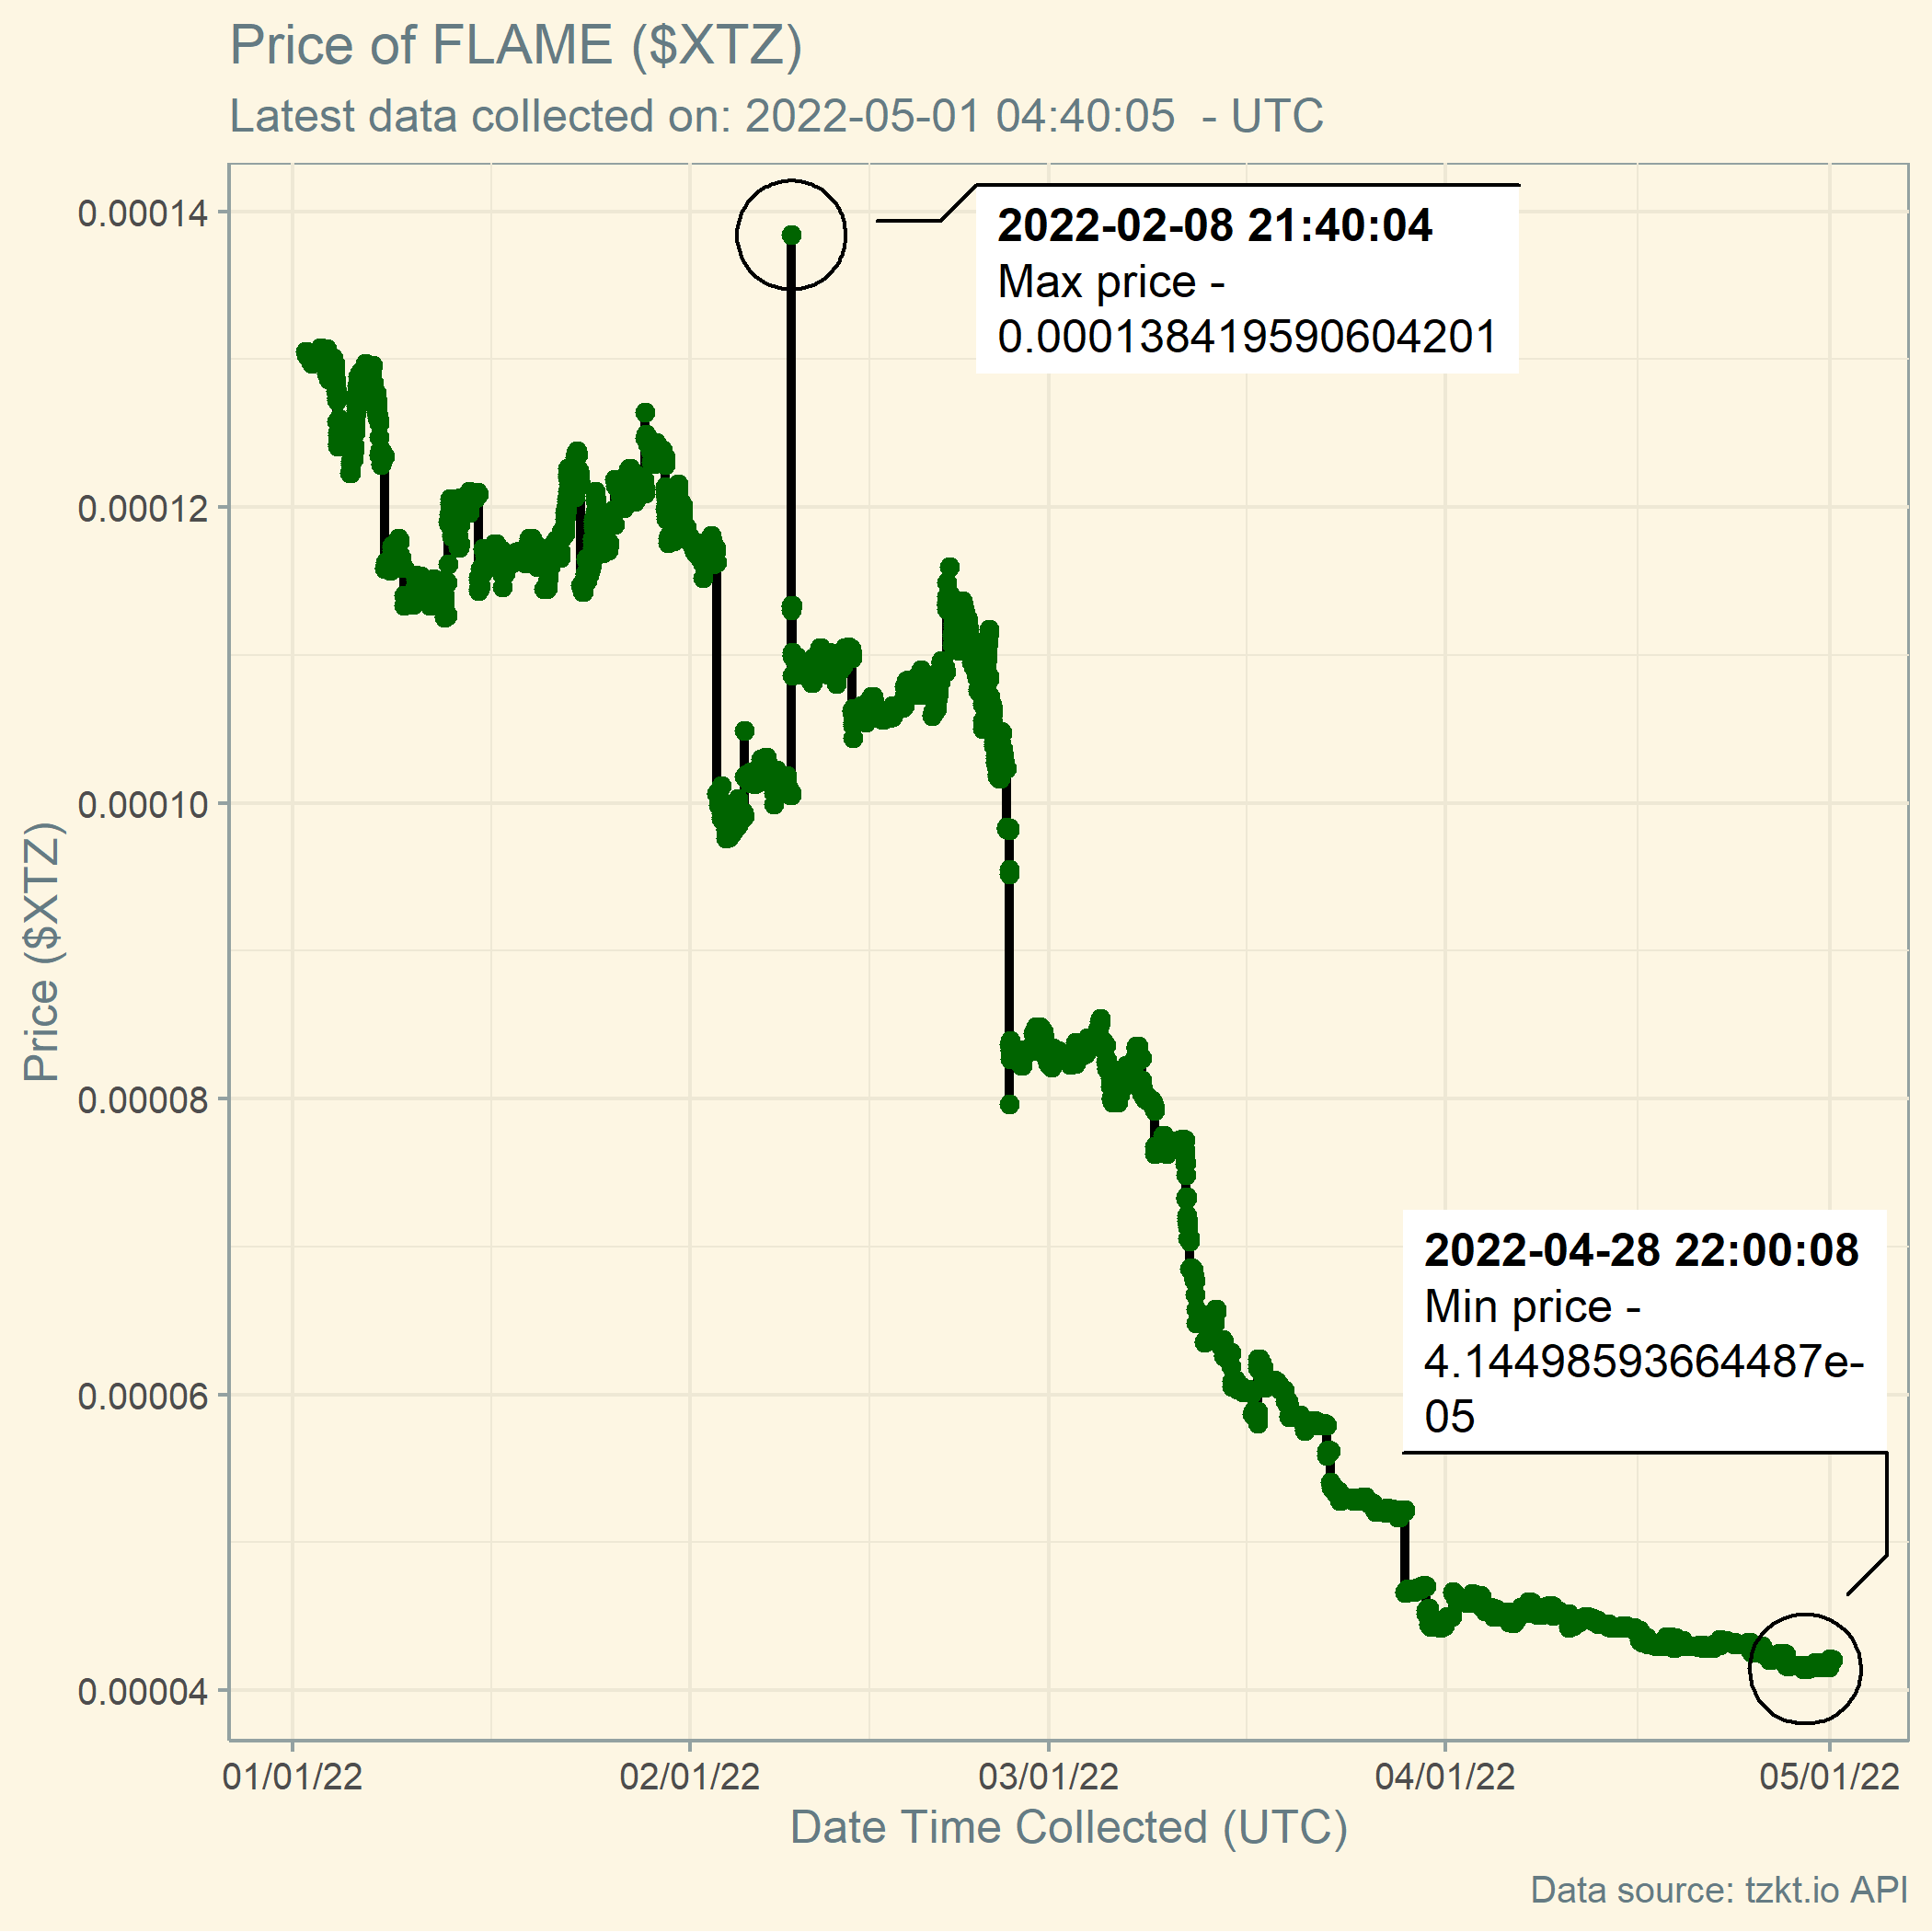 Price of FLAME ($XTZ)
Latest data collected on: 2022-05-01 04:40:05  - UTC
0.00014
0.00012
0.00010
0.00008
0.00006
0.00004
Price ($XTZ)
2022-02-08 21:40:04
Max price -
0.000138419590604201
2022-04-28 22:00:08
Min price -
4.14498593664487e-
05
01/01/22
02/01/22
03/01/22
04/01/22
05/01/22
Date Time Collected (UTC)
Data source: tzkt.io API